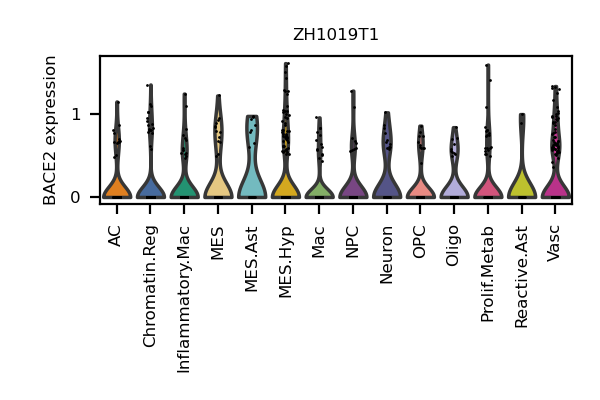 ZH1019T1
BACE2 expression
1
0
AC
Chromatin.Reg
Inflammatory.Mac
MES
MES.Ast
MES.Hyp
Mac
NPC
Neuron
OPC
Oligo
Prolif.Metab
Reactive.Ast
Vasc